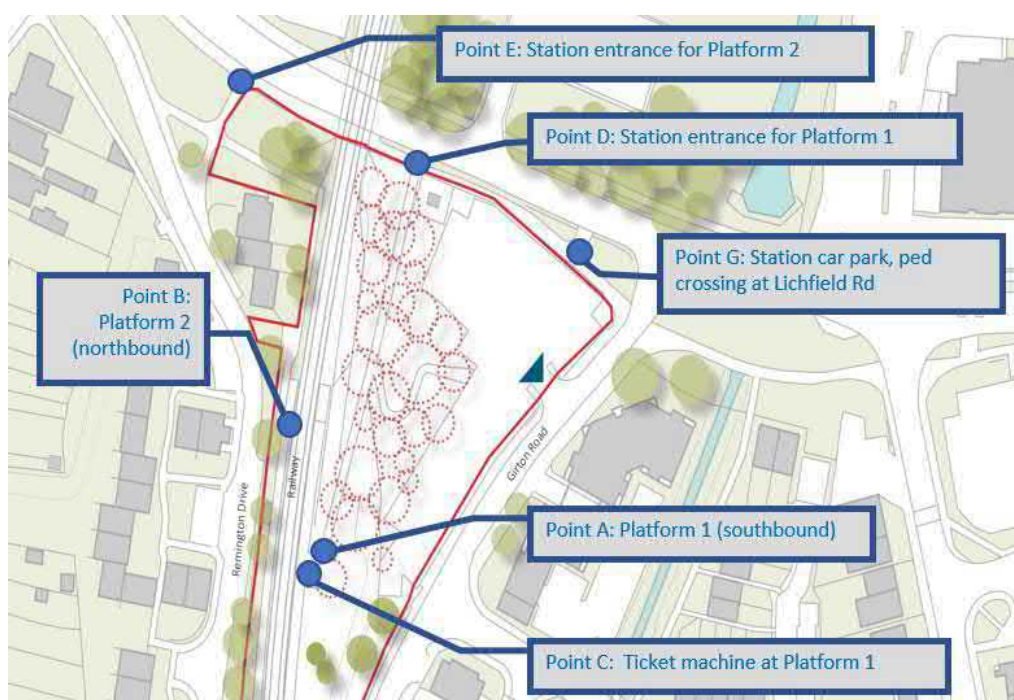 Point E: Station entrance for Platform 2
Point D: Station entrance for Platform 1
Point G: Station car park, ped
crossing at Lichfield Rd
Point B:
Platform 2
(northbound)
Railway
Girton Road
Remington Drive
Point A: Platform 1 (southbound)
Point C: Ticket machine at Platform 1